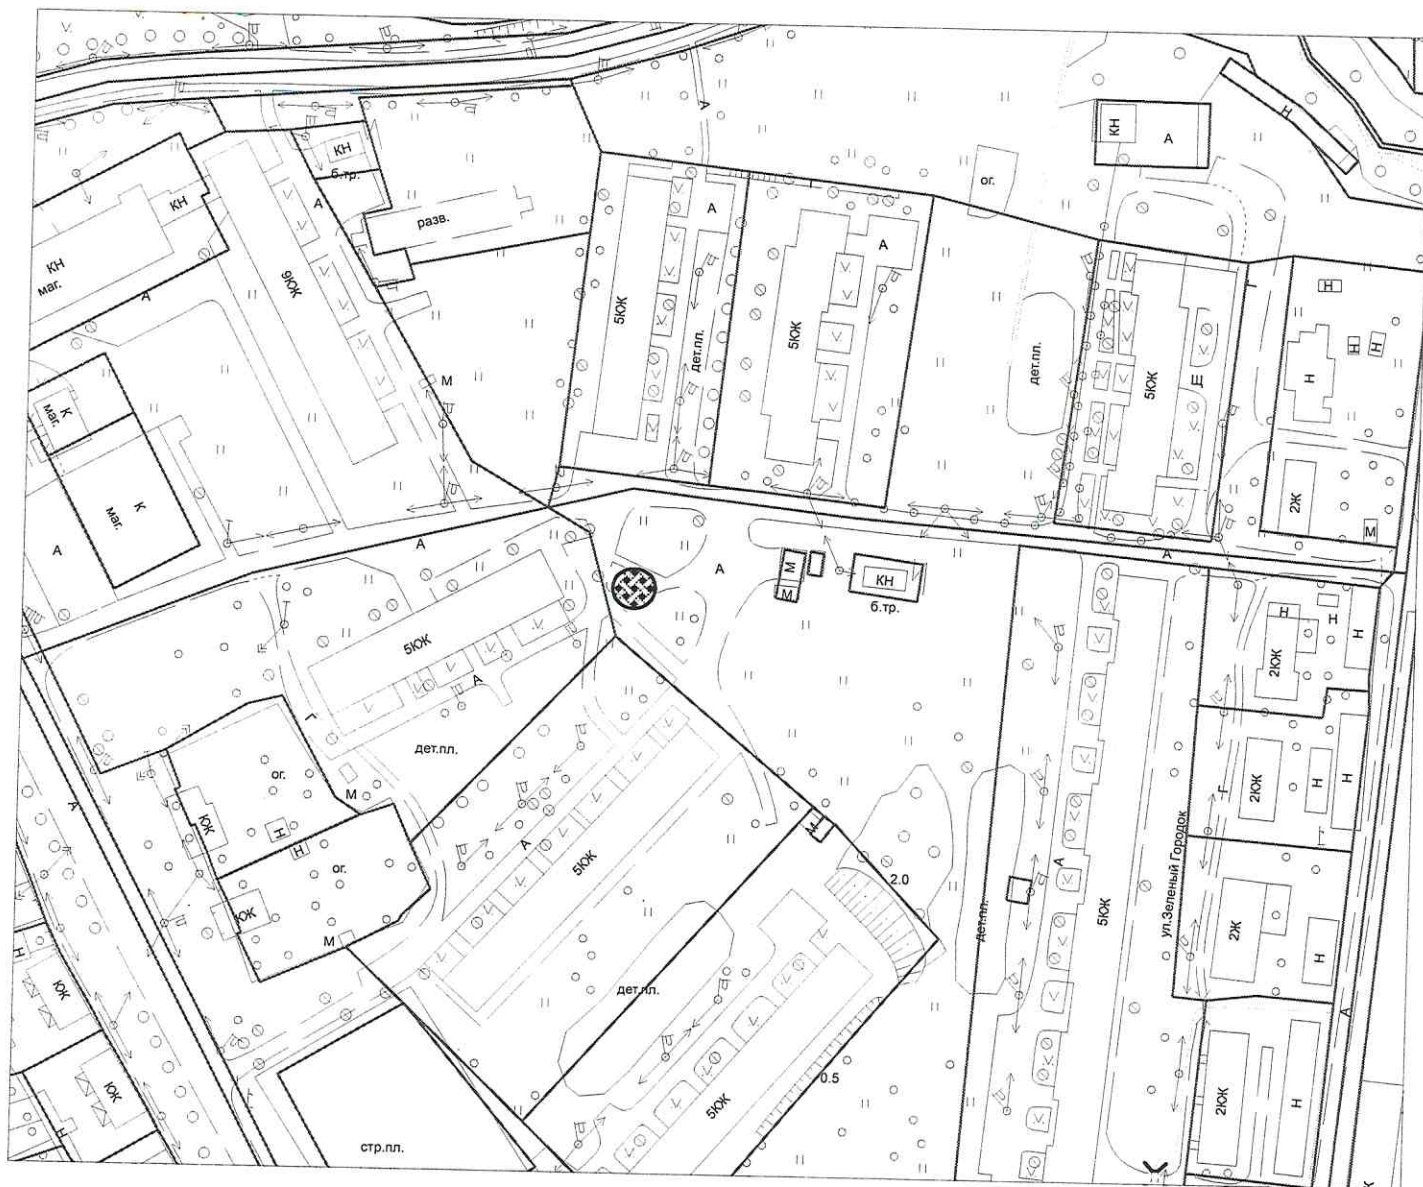 КН
А
Н
А
КН
б.тр.
А
разв.
КН
КН
маг.
А
9КЖ
5КЖ
А
дет.пл.
Г
А
5КЖ
ог.
дет.пл.
5КЖ
Щ
Г
Н
Н
Н
Н
2Ж
М
М
К
маг.
К
маг.
А
А
А
А
М
М
КН
б.тр.
5КЖ
А
дет.пл.
Г
ог.
М
КЖ
Н
Н
ог.
КЖ
М
А
5КЖ
А
М
2.0
дет.пл.
дет.пл.
А
5КЖ
ул.Зеленый Городок
Н
Н
Н
2КЖ
2КЖ
Г
Н
Н
Г
2Ж
Н
А
2КЖ
Н
5КЖ
0.5
стр.пл.
А
Н
КЖ
КЖ
Н
Г